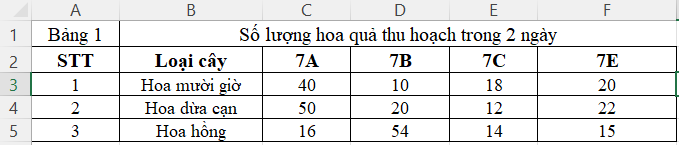 A B C D E F
1 Bảng 1 Số lượng hoa quả thu hoạch trong 2 ngày
2 STT Loại cây 7A 7B 7C 7E
3 1 Hoa mười giờ 40 10 18 20
4 2 Hoa dừa cạn 50 20 12 22
5 3 Hoa hồng 16 54 14 15